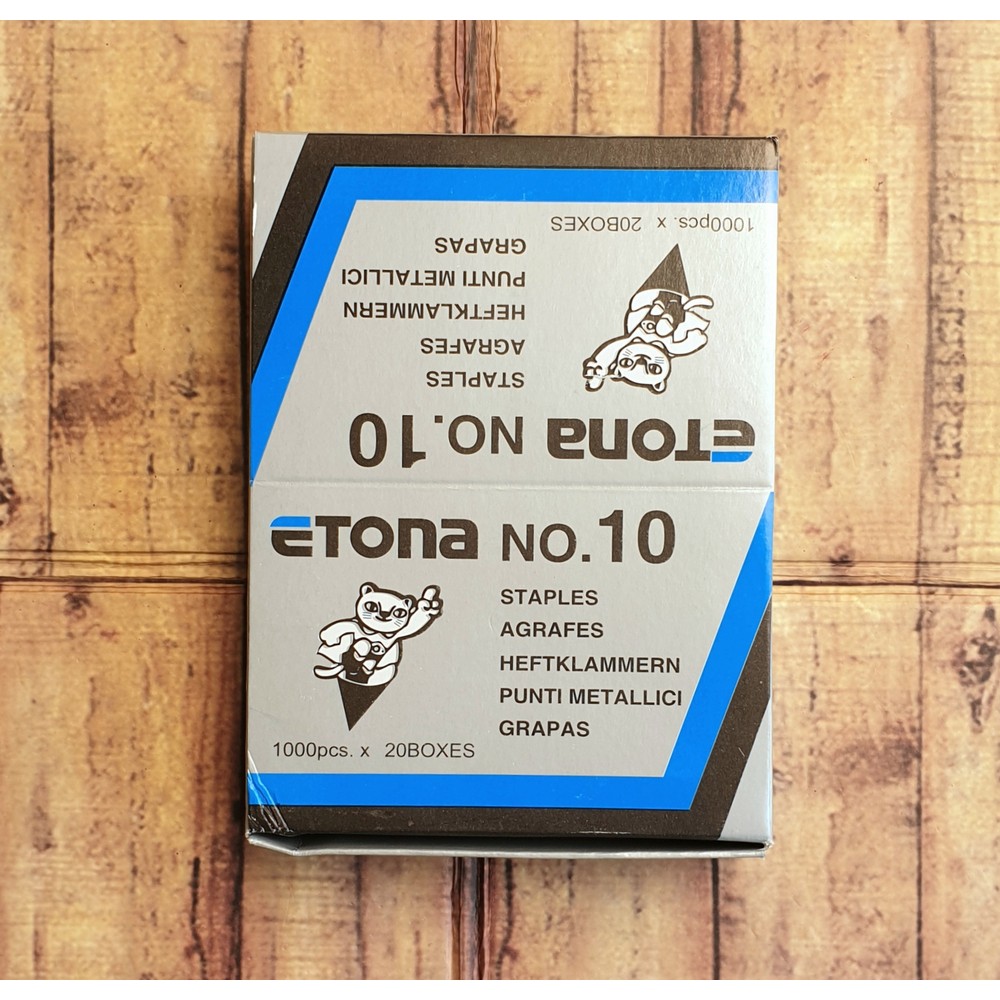 1000pcs. x 20BOXES
GRAPAS
PUNTI METALLICI
HEFTKLAMMERN
AGRAFES
STAPLES
ETONA NO.10
ETONA NO.10
STAPLES
AGRAFES
HEFTKLAMMERN
PUNTI METALLICI
GRAPAS
1000pcs. x 20BOXES